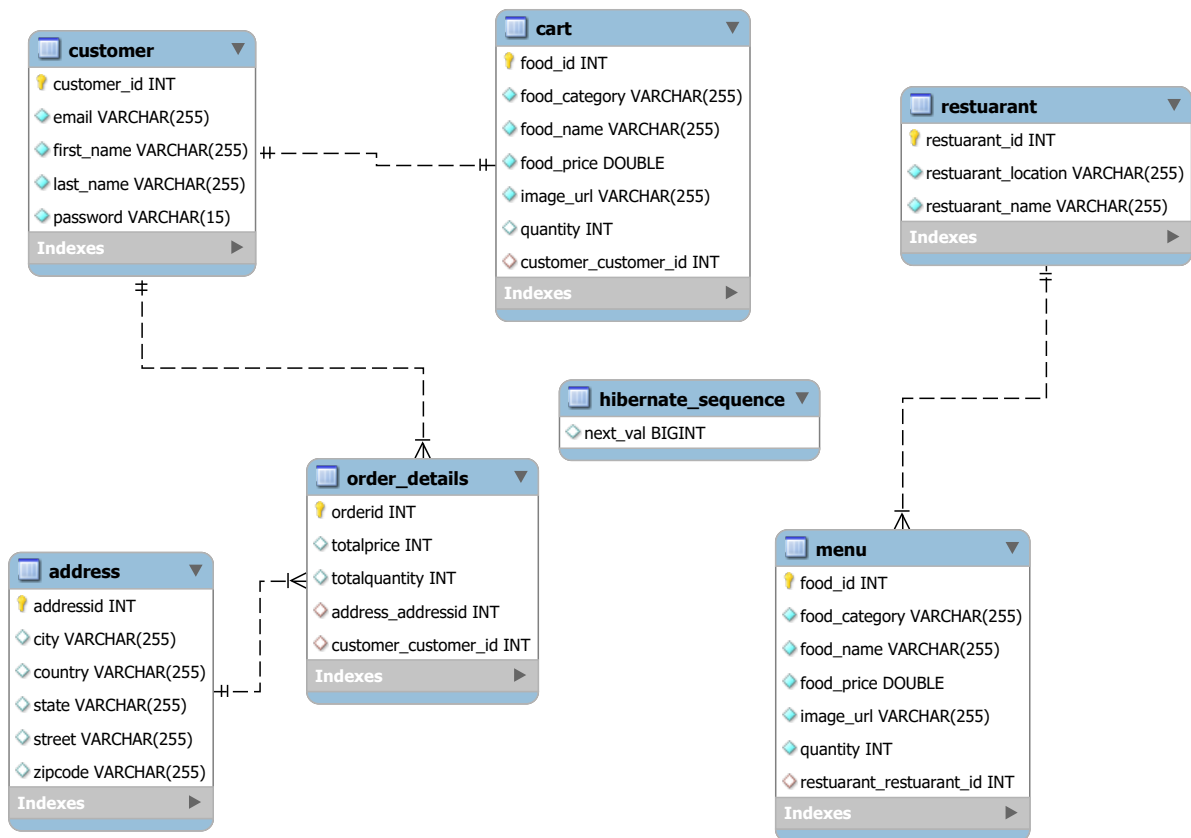 customer
customer_id INT
email VARCHAR(255)
first_name VARCHAR(255)
last_name VARCHAR(255)
password VARCHAR(15)
Indexes
cart
food_id INT
food_category VARCHAR(255)
food_name VARCHAR(255)
food_price DOUBLE
image_url VARCHAR(255)
quantity INT
customer_customer_id INT
Indexes
restuarant
restuarant_id INT
restuarant_location VARCHAR(255)
restuarant_name VARCHAR(255)
Indexes
hibernate_sequence
next_val BIGINT
order_details
orderid INT
totalprice INT
totalquantity INT
address_addressid INT
customer_customer_id INT
Indexes
address
addressid INT
city VARCHAR(255)
country VARCHAR(255)
state VARCHAR(255)
street VARCHAR(255)
zipcode VARCHAR(255)
Indexes
menu
food_id INT
food_category VARCHAR(255)
food_name VARCHAR(255)
food_price DOUBLE
image_url VARCHAR(255)
quantity INT
restuarant_restuarant_id INT
Indexes